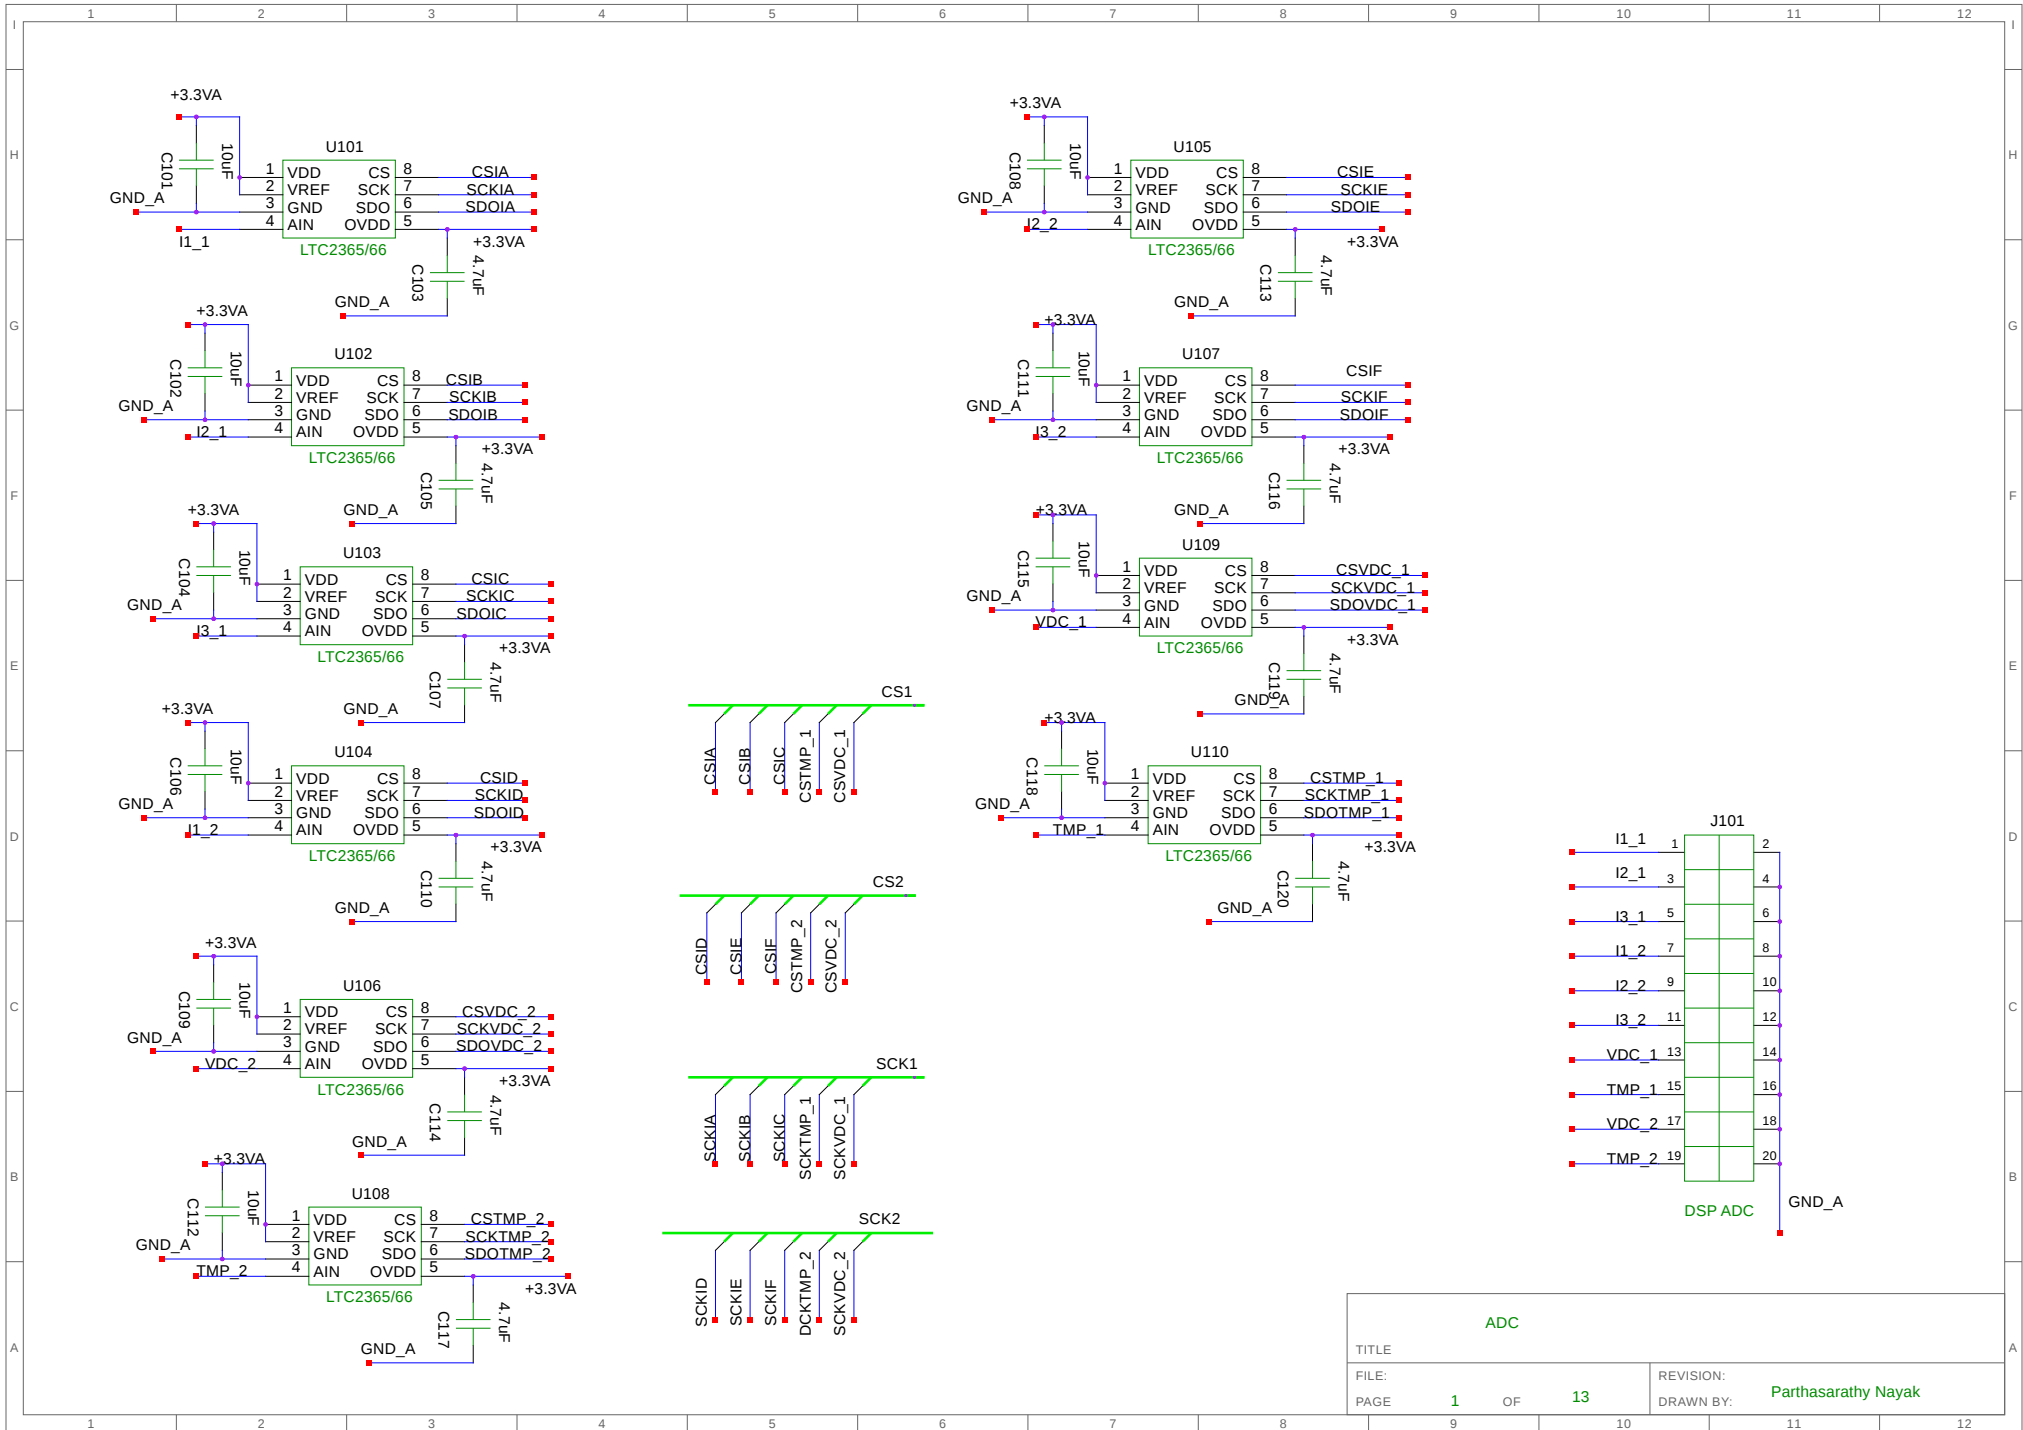 1 2 3 4 5 6 7 8 9 10 11 12
I I
H H
G G
F F
E E
D D
C C
B B
A A
+3.3VA
C101
10uF
GND_A
I1_1
U101
1 VDD CS 8 CSIA
2 VREF SCK 7 SCKIA
3 GND SDO 6 SDOIA
4 AIN OVDD 5
LTC2365/66
+3.3VA
C103
4.7uF
GND_A
+3.3VA
C102
10uF
GND_A
I2_1
U102
1 VDD CS 8 CSIB
2 VREF SCK 7 SCKIB
3 GND SDO 6 SDOIB
4 AIN OVDD 5
LTC2365/66
+3.3VA
C105
4.7uF
GND_A
+3.3VA
C104
10uF
GND_A
I3_1
U103
1 VDD CS 8 CSIC
2 VREF SCK 7 SCKIC
3 GND SDO 6 SDOIC
4 AIN OVDD 5
LTC2365/66
+3.3VA
C107
4.7uF
GND_A
+3.3VA
C106
10uF
GND_A
I1_2
U104
1 VDD CS 8 CSID
2 VREF SCK 7 SCKID
3 GND SDO 6 SDOID
4 AIN OVDD 5
LTC2365/66
+3.3VA
C110
4.7uF
GND_A
+3.3VA
C109
10uF
GND_A
VDC_2
U106
1 VDD CS 8 CSVDC_2
2 VREF SCK 7 SCKVDC_2
3 GND SDO 6 SDOVDC_2
4 AIN OVDD 5
LTC2365/66
+3.3VA
C114
4.7uF
GND_A
+3.3VA
C112
10uF
GND_A
TMP_2
U108
1 VDD CS 8 CSTMP_2
2 VREF SCK 7 SCKTMP_2
3 GND SDO 6 SDOTMP_2
4 AIN OVDD 5
LTC2365/66
+3.3VA
C117
4.7uF
GND_A
CS1
CSIA
CSIB
CSIC
CSTMP_1
CSVDC_1
CS2
CSID
CSIE
CSIF
CSTMP_2
CSVDC_2
SCK1
SCKIA
SCKIB
SCKIC
SCKTMP_1
SCKVDC_1
SCK2
SCKID
SCKIE
SCKIF
DCKTMP_2
SCKVDC_2
+3.3VA
C108
10uF
GND_A
I2_2
U105
1 VDD CS 8 CSIE
2 VREF SCK 7 SCKIE
3 GND SDO 6 SDOIE
4 AIN OVDD 5
LTC2365/66
+3.3VA
C113
4.7uF
GND_A
+3.3VA
C111
10uF
GND_A
I3_2
U107
1 VDD CS 8 CSIF
2 VREF SCK 7 SCKIF
3 GND SDO 6 SDOIF
4 AIN OVDD 5
LTC2365/66
+3.3VA
C116
4.7uF
GND_A
+3.3VA
C115
10uF
GND_A
VDC_1
U109
1 VDD CS 8 CSVDC_1
2 VREF SCK 7 SCKVDC_1
3 GND SDO 6 SDOVDC_1
4 AIN OVDD 5
LTC2365/66
+3.3VA
C119
4.7uF
GND_A
+3.3VA
C118
10uF
GND_A
TMP_1
U110
1 VDD CS 8 CSTMP_1
2 VREF SCK 7 SCKTMP_1
3 GND SDO 6 SDOTMP_1
4 AIN OVDD 5
LTC2365/66
+3.3VA
C120
4.7uF
GND_A
J101
I1_1 1 2
I2_1 3 4
I3_1 5 6
I1_2 7 8
I2_2 9 10
I3_2 11 12
VDC_1 13 14
TMP_1 15 16
VDC_2 17 18
TMP_2 19 20
DSP ADC
GND_A
ADC
TITLE
FILE:
REVISION:
PAGE 1 OF 13
DRAWN BY: Parthasarathy Nayak
1 2 3 4 5 6 7 8 9 10 11 12